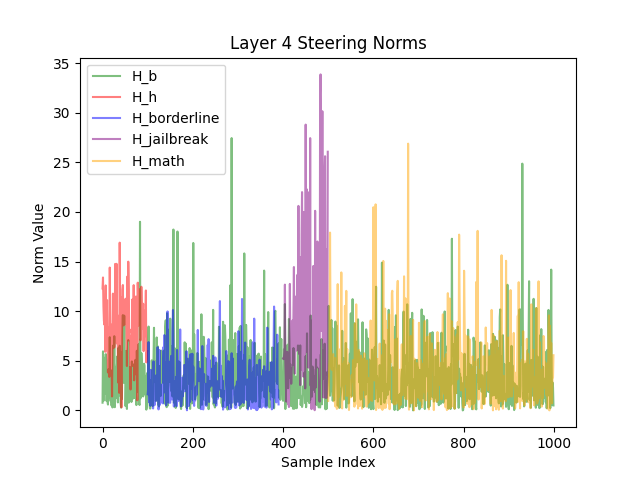 Layer 4 Steering Norms
H_b
H_h
H_borderline
H_jailbreak
H_math
Norm Value
35
30
25
20
15
10
5
0
0
200
400
600
800
1000
Sample Index